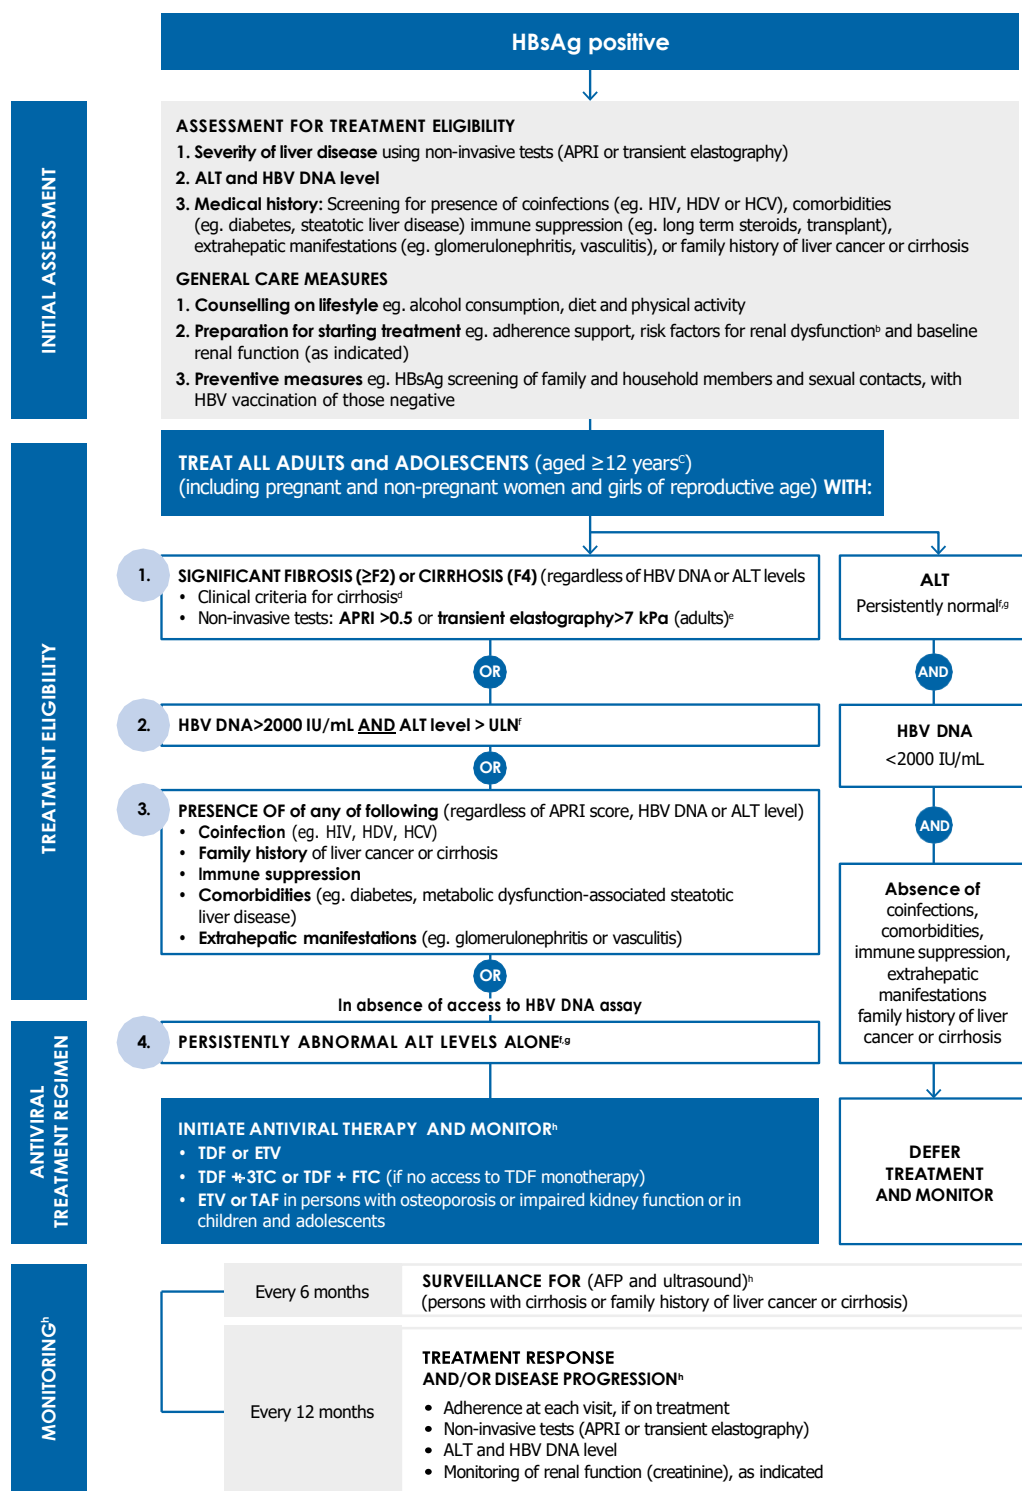 HBsAg positive
INITIAL ASSESSMENT
ASSESSMENT FOR TREATMENT ELIGIBILITY
1. Severity of liver disease using non-invasive tests (APRI or transient elastography)
2. ALT and HBV DNA level
3. Medical history: Screening for presence of coinfections (eg. HIV, HDV or HCV), comorbidities
(eg. diabetes, steatotic liver disease) immune suppression (eg. long term steroids, transplant),
extrahepatic manifestations (eg. glomerulonephritis, vasculitis), or family history of liver cancer or cirrhosis
GENERAL CARE MEASURES
1. Counselling on lifestyle eg. alcohol consumption, diet and physical activity
2. Preparation for starting treatment eg. adherence support, risk factors for renal dysfunctionᵇ and baseline
renal function (as indicated)
3. Preventive measures eg. HBsAg screening of family and household members and sexual contacts, with
HBV vaccination of those negative
TREATMENT ELIGIBILITY
TREAT ALL ADULTS and ADOLESCENTS (aged ≥12 yearsᶜ)
(including pregnant and non-pregnant women and girls of reproductive age) WITH:
1.
SIGNIFICANT FIBROSIS (≥F2) or CIRRHOSIS (F4) (regardless of HBV DNA or ALT levels
• Clinical criteria for cirrhosisᵈ
• Non-invasive tests: APRI >0.5 or transient elastography>7 kPa (adults)ᵉ
OR
2.
HBV DNA>2000 IU/mL AND ALT level > ULNᶠ
OR
3.
PRESENCE OF of any of following (regardless of APRI score, HBV DNA or ALT level)
• Coinfection (eg. HIV, HDV, HCV)
• Family history of liver cancer or cirrhosis
• Immune suppression
• Comorbidities (eg. diabetes, metabolic dysfunction-associated steatotic
liver disease)
• Extrahepatic manifestations (eg. glomerulonephritis or vasculitis)
OR
In absence of access to HBV DNA assay
4.
PERSISTENTLY ABNORMAL ALT LEVELS ALONEᶠ,ᵍ
ALT
Persistently normalᶠ,ᵍ
AND
HBV DNA
<2000 IU/mL
AND
Absence of
coinfections,
comorbidities,
immune suppression,
extrahepatic
manifestations
family history of liver
cancer or cirrhosis
DEFER
TREATMENT
AND MONITOR
ANTIVIRAL
TREATMENT REGIMEN
INITIATE ANTIVIRAL THERAPY AND MONITORʰ
• TDF or ETV
• TDF + 3TC or TDF + FTC (if no access to TDF monotherapy)
• ETV or TAF in persons with osteoporosis or impaired kidney function or in
children and adolescents
MONITORINGʰ
Every 6 months
SURVEILLANCE FOR (AFP and ultrasound)ʰ
(persons with cirrhosis or family history of liver cancer or cirrhosis)
Every 12 months
TREATMENT RESPONSE
AND/OR DISEASE PROGRESSIONʰ
• Adherence at each visit, if on treatment
• Non-invasive tests (APRI or transient elastography)
• ALT and HBV DNA level
• Monitoring of renal function (creatinine), as indicated